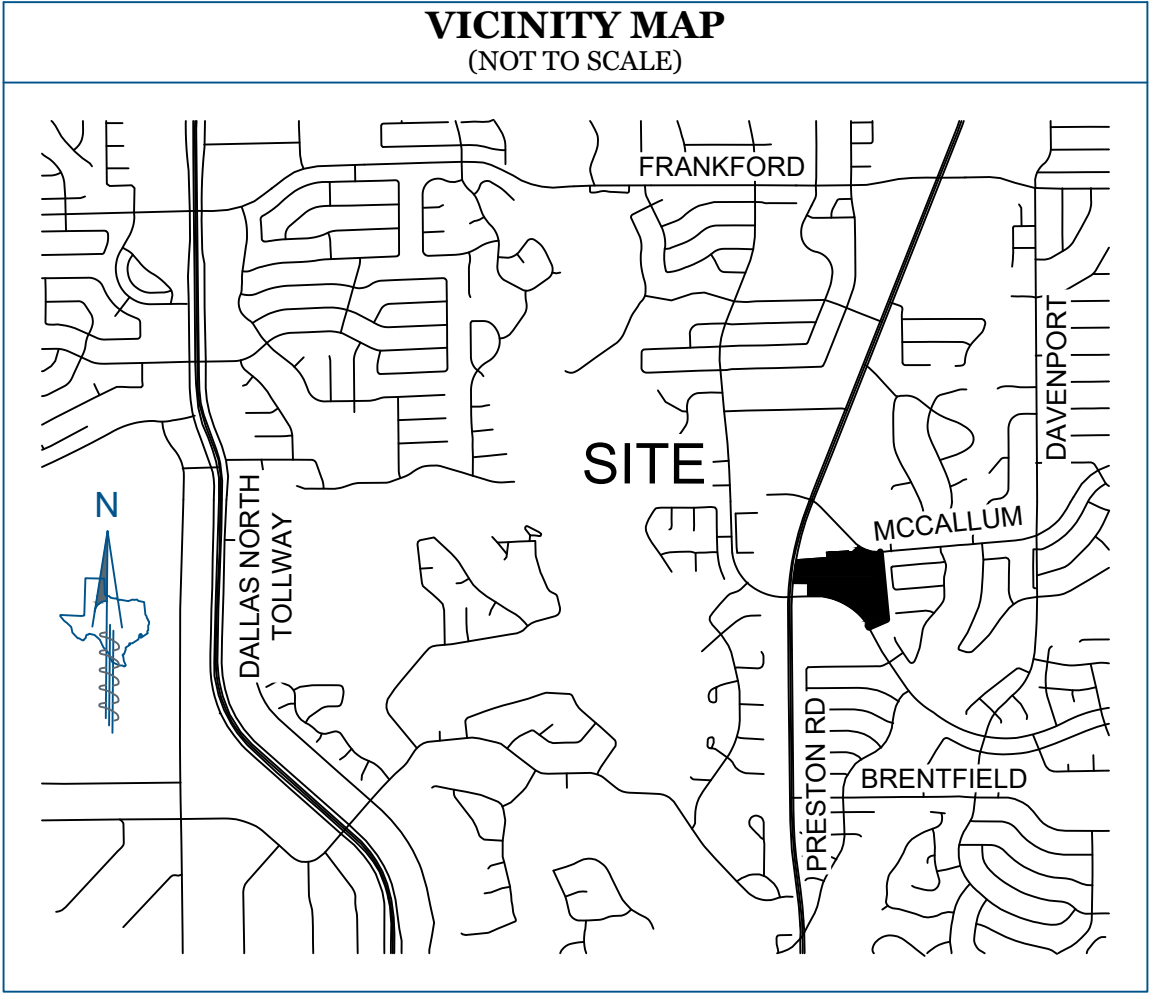 VICINITY MAP
(NOT TO SCALE)
FRANKFORD
DAVENPORT
SITE
MCCALLUM
N
DALLAS NORTH
TOLLWAY
PRESTON RD
BRENTFIELD